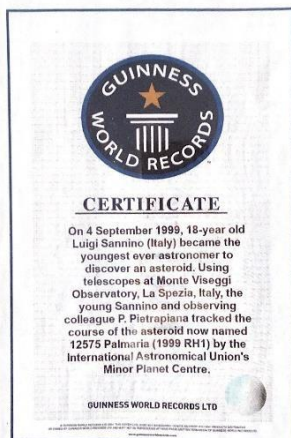 GUINNESS
WORLD RECORDS
CERTIFICATE
On 4 September 1999, 18-year old
Luigi Sannino (Italy) became the
youngest ever astronomer to
discover an asteroid. Using
telescopes at Monte Viseggi
Observatory, La Spezia, Italy, the
young Sannino and observing
colleague P. Pietrapiana tracked the
course of the asteroid now named
12575 Palmaria (1999 RH1) by the
International Astronomical Union's
Minor Planet Centre.
GUINNESS WORLD RECORDS LTD